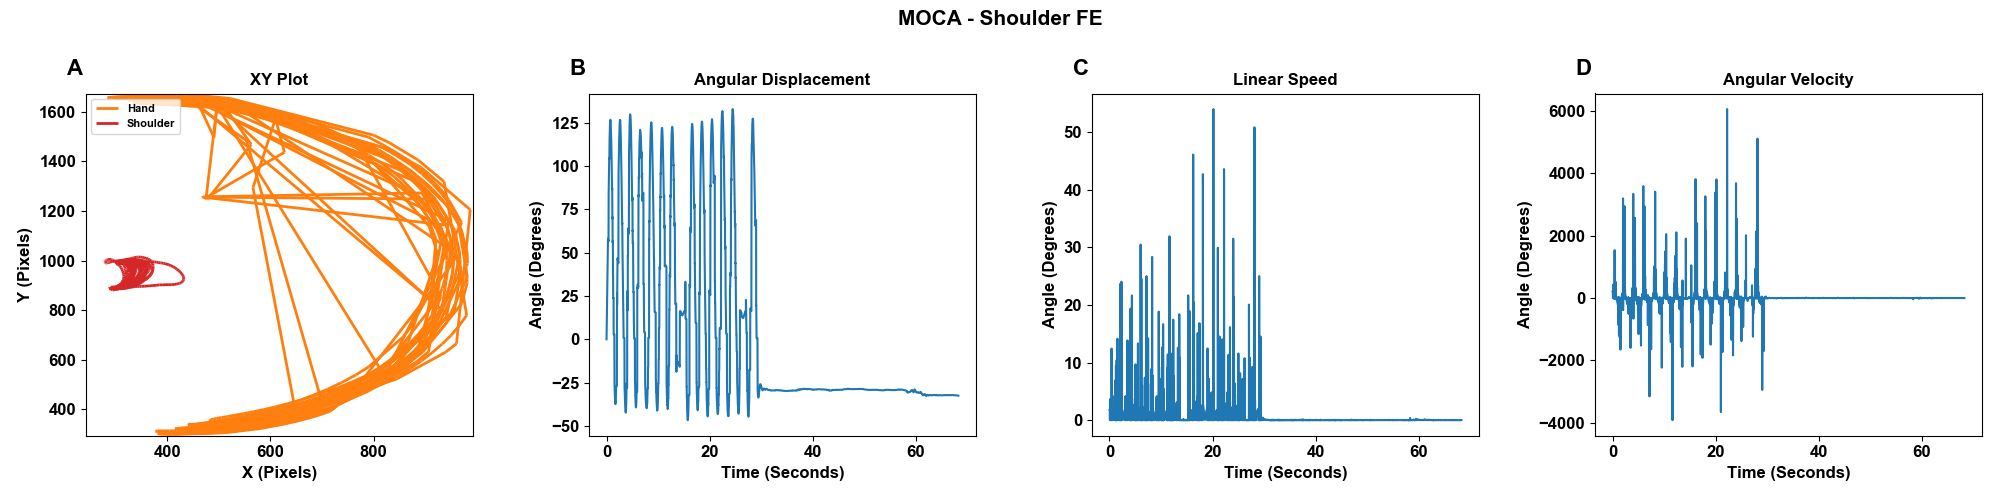 MOCA - Shoulder FE
A
XY Plot
Hand
Shoulder
1600
1400
1200
1000
800
600
400
Y (Pixels)
400
600
800
X (Pixels)
B
Angular Displacement
125
100
75
50
25
0
−25
−50
Angle (Degrees)
0
20
40
60
Time (Seconds)
C
Linear Speed
50
40
30
20
10
0
Angle (Degrees)
0
20
40
60
Time (Seconds)
D
Angular Velocity
6000
4000
2000
0
−2000
−4000
Angle (Degrees)
0
20
40
60
Time (Seconds)